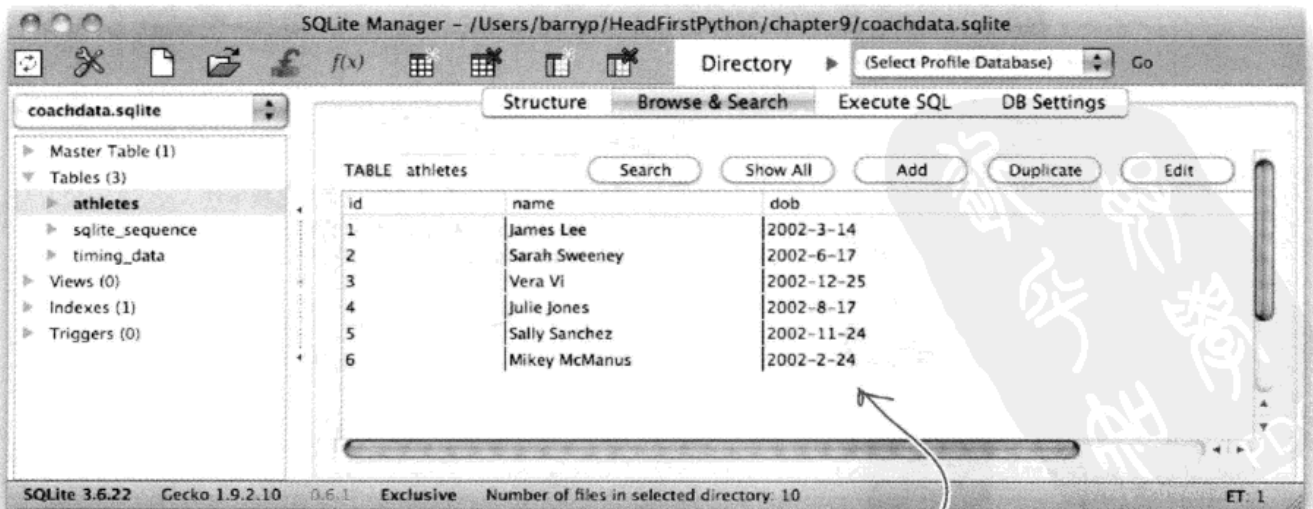 SQLite Manager - /Users/barryp/HeadFirstPython/chapter9/coachdata.sqlite
f(x) Directory (Select Profile Database) Go
coachdata.sqlite
Structure Browse & Search Execute SQL DB Settings
Master Table (1)
Tables (3)
athletes
sqlite_sequence
timing_data
Views (0)
Indexes (1)
Triggers (0)
TABLE athletes Search Show All Add Duplicate Edit
id name dob
1 James Lee 2002-3-14
2 Sarah Sweeney 2002-6-17
3 Vera Vi 2002-12-25
4 Julie Jones 2002-8-17
5 Sally Sanchez 2002-11-24
6 Mikey McManus 2002-2-24
SQLite 3.6.22 Gecko 1.9.2.10 0.6.1 Exclusive Number of files in selected directory: 10 ET: 1